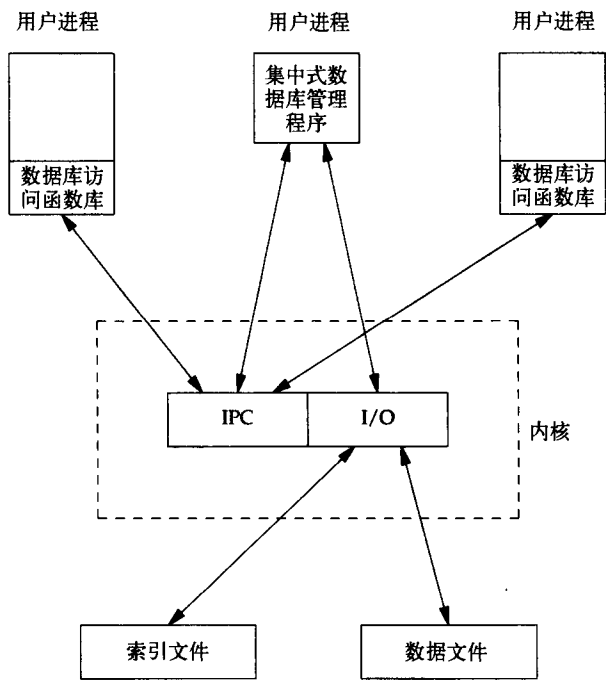 用户进程
用户进程
用户进程
集中式数
据库管理
程序
数据库访
问函数库
数据库访
问函数库
IPC
I/O
内核
索引文件
数据文件